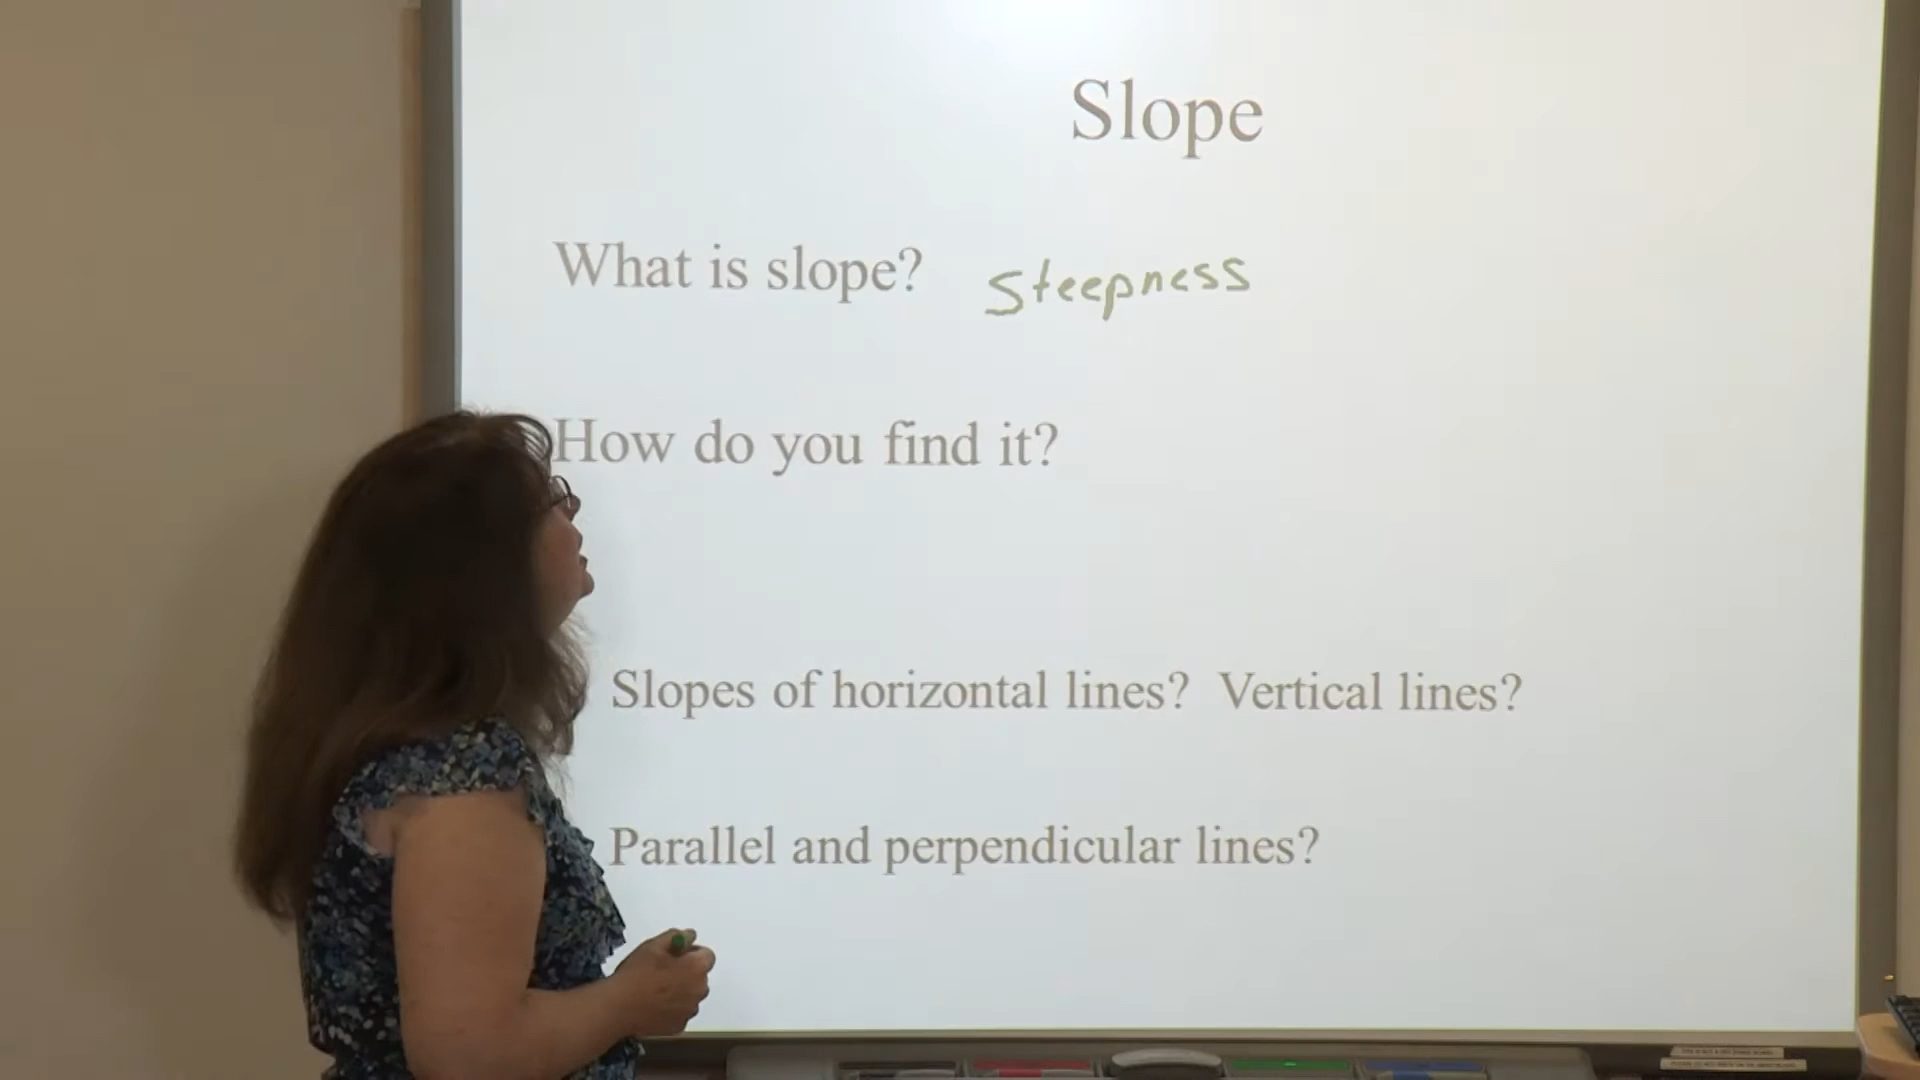 Slope
What is slope? Steepness
How do you find it?
Slopes of horizontal lines? Vertical lines?
Parallel and perpendicular lines?